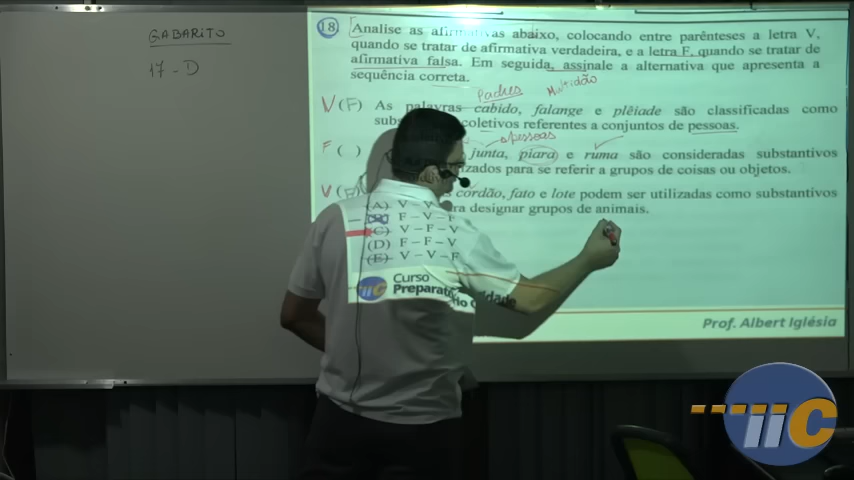 GABARITO
17 - D
18 Analise as afirmativas abaixo, colocando entre parênteses a letra V,
quando se tratar de afirmativa verdadeira, e a letra F, quando se tratar de
afirmativa falsa. Em seguida, assinale a alternativa que apresenta a
sequência correta.
Padres Multidão
V (F) As palavras cabido, falange e plêiade são classificadas como
coletivos referentes a conjuntos de pessoas.
pessoas
F ( ) junta, piara e ruma são consideradas substantivos
para se referir a grupos de coisas ou objetos.
V (F) cordão, fato e lote podem ser utilizadas como substantivos
para designar grupos de animais.
(A) V – V – V
F – V – F
(C) V – F – V
(D) F – F – V
(E) V – V – F
IIC Curso
Preparatório Cidade
Prof. Albert Iglésia
IIC